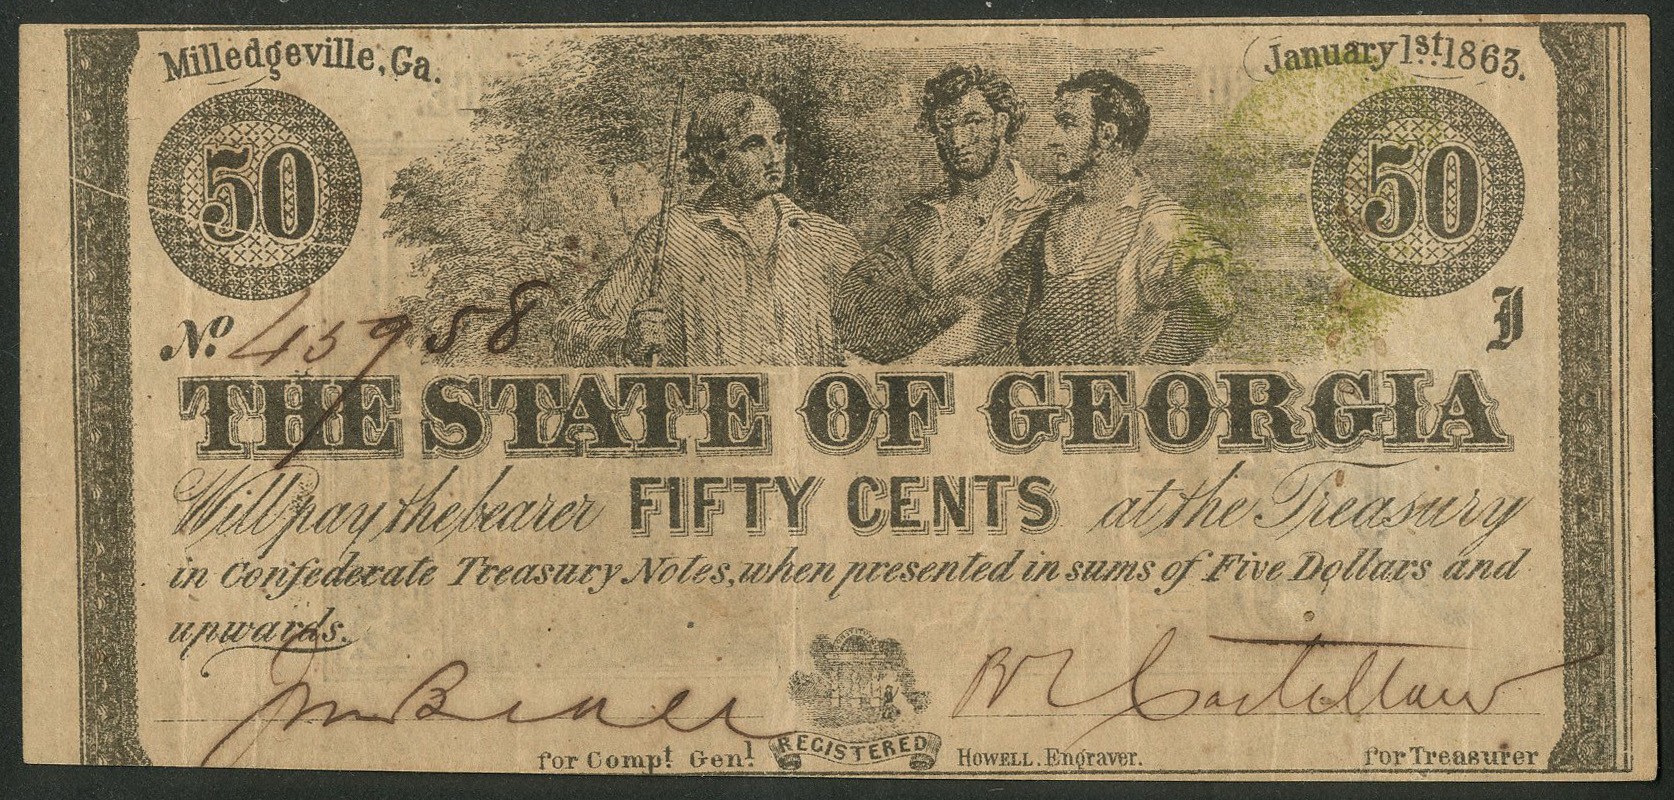 Milledgeville, Ga.
January 1st. 1863.
50
50
No. 45958
J
THE STATE OF GEORGIA
Will pay the bearer FIFTY CENTS at the Treasury
in Confederate Treasury Notes, when presented in sums of Five Dollars and
upwards.
for Compt. Genl.
REGISTERED
HOWELL. Engraver.
for Treasurer